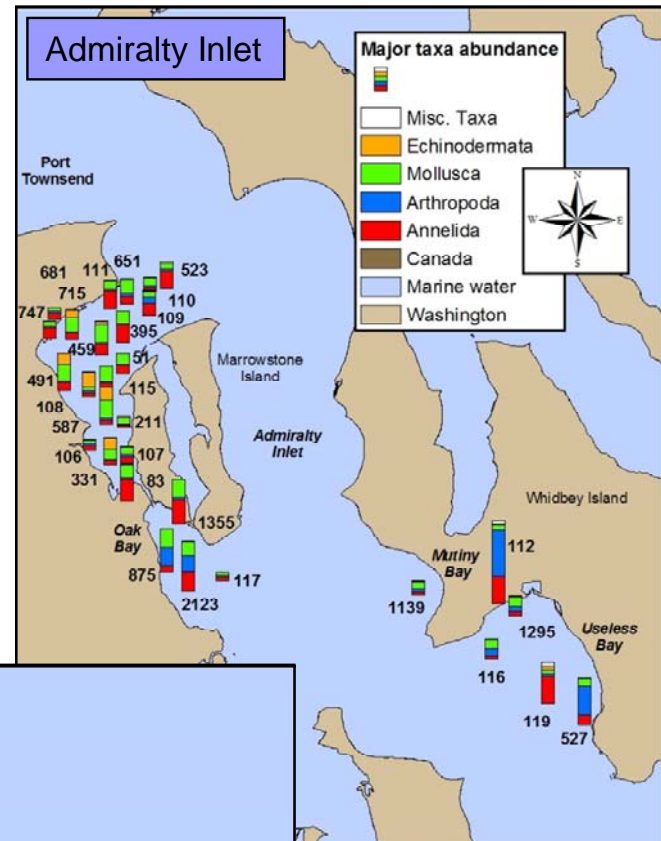 Admiralty Inlet
Major taxa abundance
Misc. Taxa
Echinodermata
Mollusca
Arthropoda
Annelida
Canada
Marine water
Washington
N
W
E
S
Port
Townsend
681
111
651
523
715
110
747
109
459
395
51
Marrowstone
Island
491
115
108
211
Admiralty
Inlet
587
106
107
331
83
Whidbey Island
1355
Oak
Bay
Mutiny
Bay
112
875
117
2123
1139
1295
Useless
Bay
116
119
527